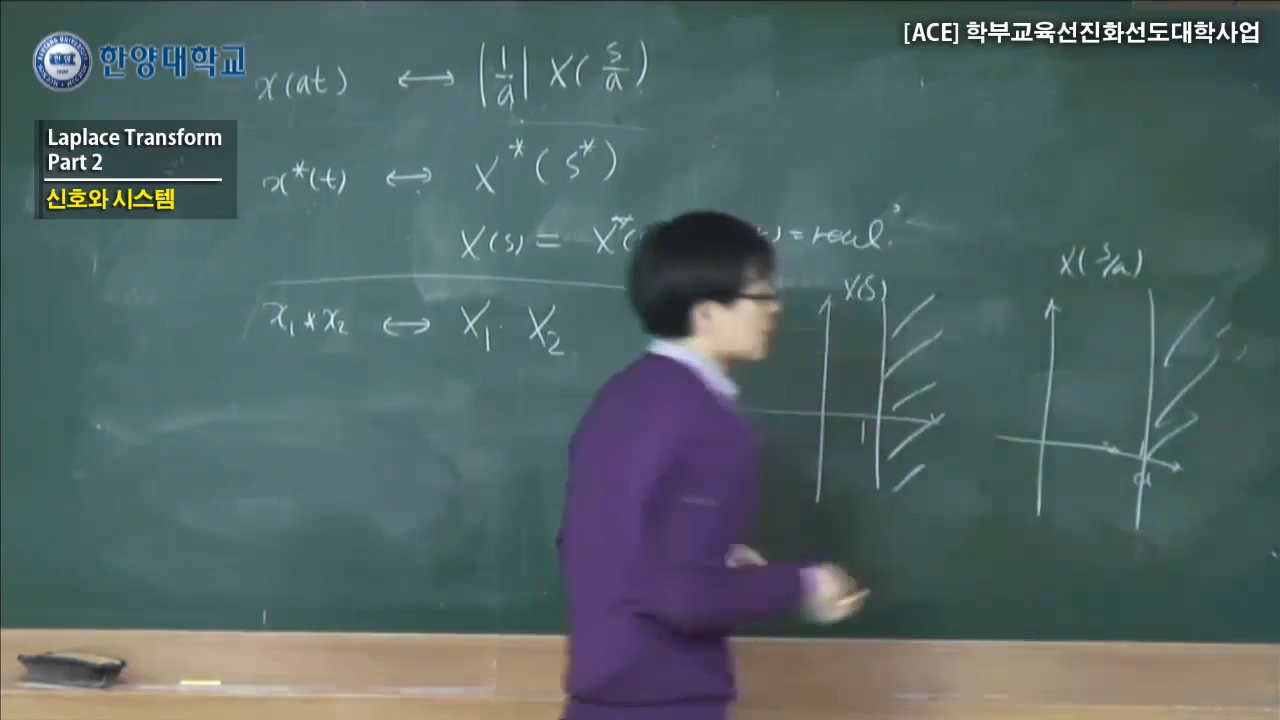 한양대학교
[ACE] 학부교육선진화선도대학사업
Laplace Transform
Part 2
신호와 시스템
x(at) ↔ |1/a| X(s/a)
x*(t) ↔ X*(s*)
X(s) = X*( ) = real
x₁ * x₂ ↔ X₁ · X₂
X(s)
1
X(s/a)
a